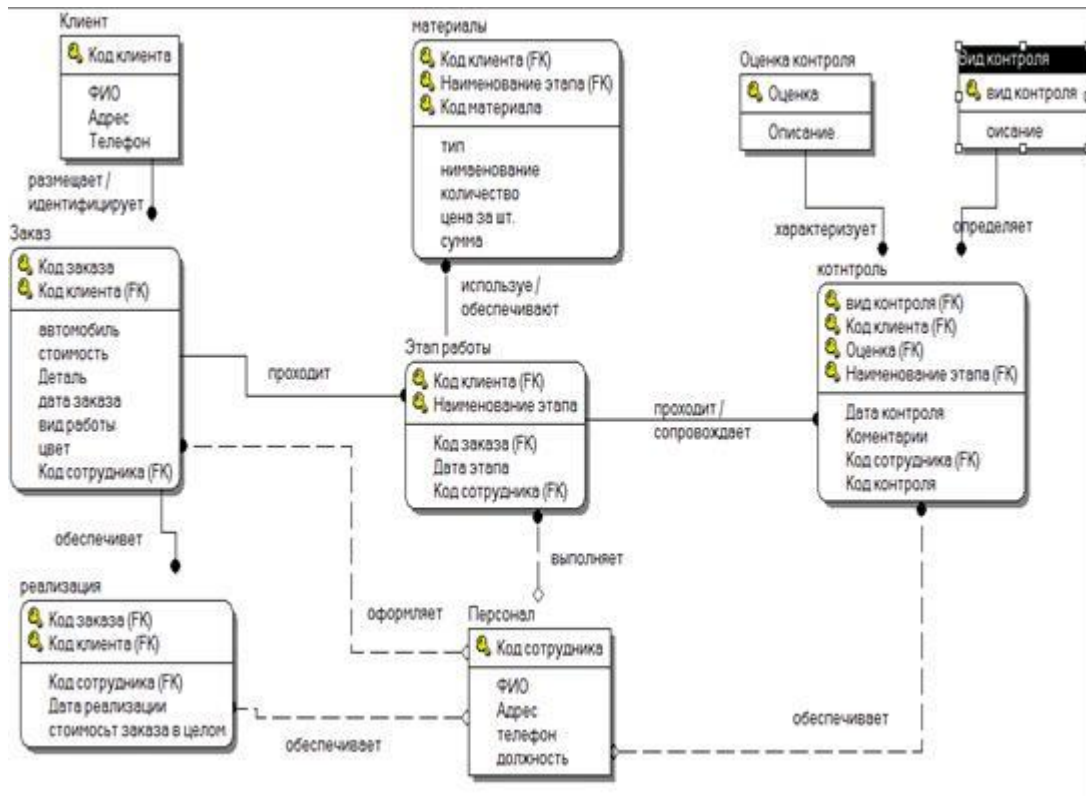 Клиент
Код клиента
ФИО
Адрес
Телефон
размещает /
идентифицирует
материалы
Код клиента (FK)
Наименование этапа (FK)
Код материала
тип
нимаенование
количество
цена за шт.
сумма
Оценка контроля
Оценка
Описание
Вид контроля
вид контроля
оисание
характеризует
определяет
Заказ
Код заказа
Код клиента (FK)
автомобиль
стоимость
Деталь
дата заказа
вид работы
цвет
Код сотрудника (FK)
проходит
используе /
обеспечивают
Этап работы
Код клиента (FK)
Наименование этапа
Код заказа (FK)
Дата этапа
Код сотрудника (FK)
проходит /
сопровождает
котнтроль
вид контроля (FK)
Код клиента (FK)
Оценка (FK)
Наименование этапа (FK)
Дата контроля
Коментарии
Код сотрудника (FK)
Код контроля
обеспечивет
выполняет
реализация
Код заказа (FK)
Код клиента (FK)
Код сотрудника (FK)
Дата реализации
стоимосьт заказа в целом
оформляет
Персонал
Код сотрудника
ФИО
Адрес
телефон
должность
обеспечивает
обеспечивает